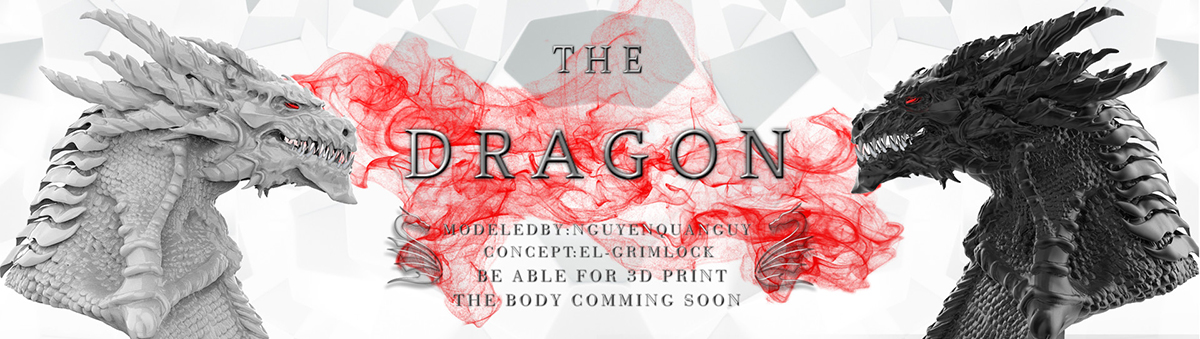 THE
DRAGON
MODELEDBY:NGUYENQUANGUY
CONCEPT:EL-GRIMLOCK
BE ABLE FOR 3D PRINT
THE BODY COMMING SOON